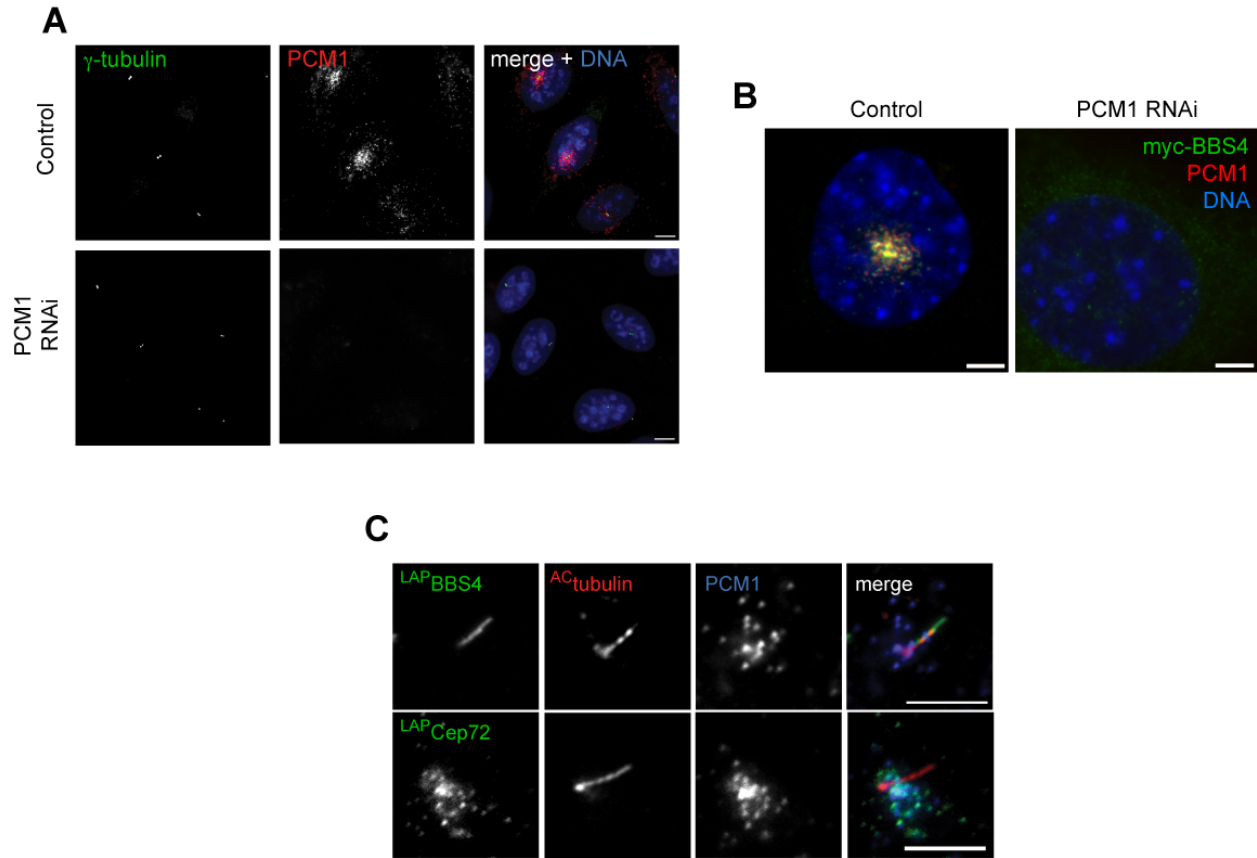 A
γ-tubulin
PCM1
merge + DNA
Control
PCM1
RNAi
B
Control
PCM1 RNAi
myc-BBS4
PCM1
DNA
C
LAPBBS4
ACtubulin
PCM1
merge
LAPCep72